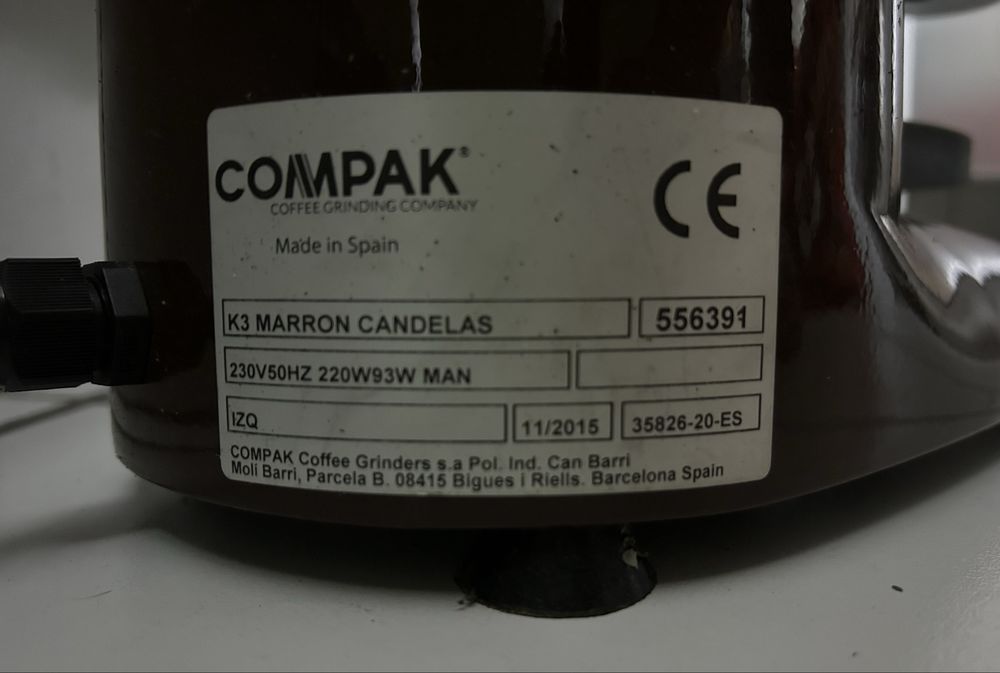 COMPAK®
COFFEE GRINDING COMPANY
CE
Made in Spain
K3 MARRON CANDELAS 556391
230V50HZ 220W93W MAN
IZQ 11/2015 35826-20-ES
COMPAK Coffee Grinders s.a Pol. Ind. Can Barri
Moli Barri, Parcela B. 08415 Bigues i Riells. Barcelona Spain